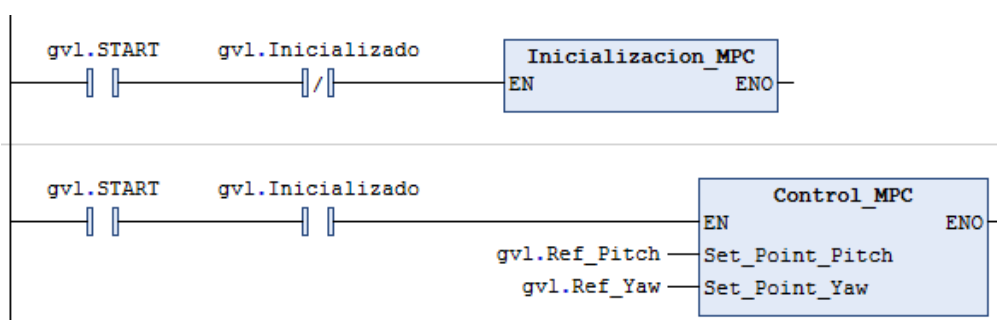 gvl.START gvl.Inicializado
Inicializacion_MPC
EN ENO
gvl.START gvl.Inicializado
Control_MPC
EN ENO
gvl.Ref_Pitch Set_Point_Pitch
gvl.Ref_Yaw Set_Point_Yaw